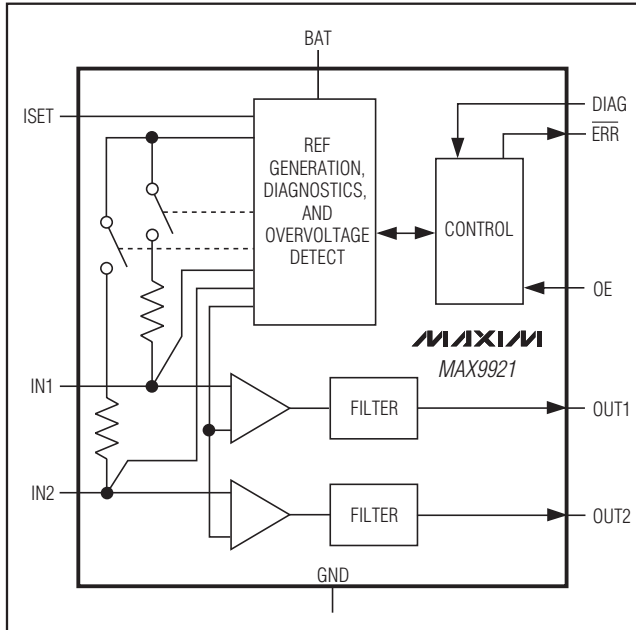 BAT
ISET
REF
GENERATION,
DIAGNOSTICS,
AND
OVERVOLTAGE
DETECT
CONTROL
DIAG
ERR
OE
MAXIM
MAX9921
IN1
FILTER
OUT1
IN2
FILTER
OUT2
GND